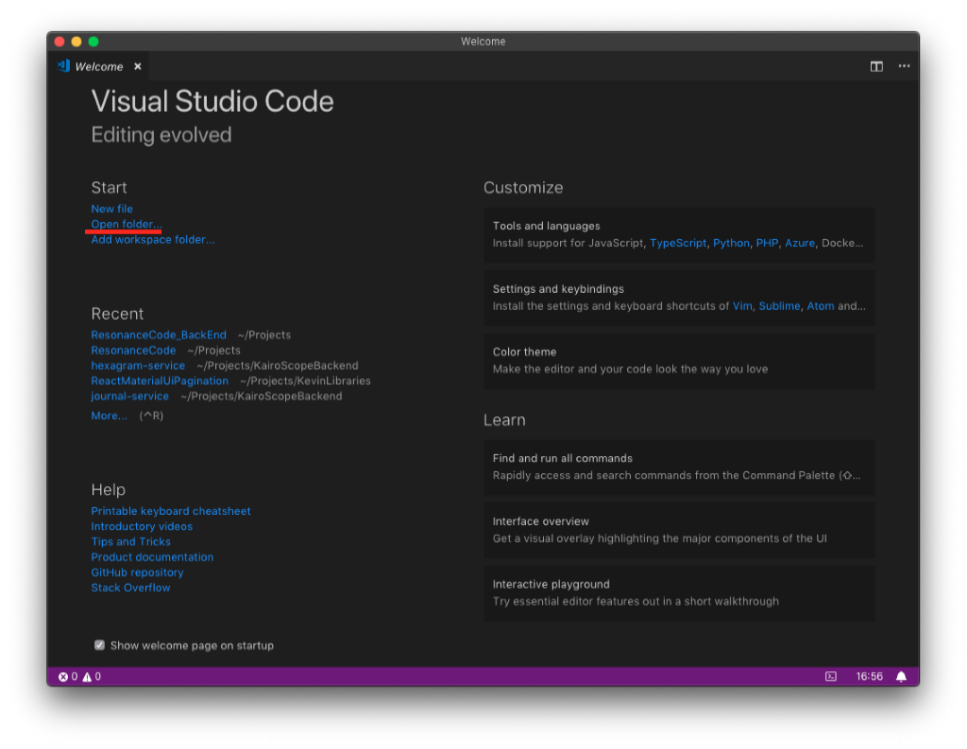 Welcome
Welcome ×
Visual Studio Code
Editing evolved
Start
New file
Open folder...
Add workspace folder...
Recent
ResonanceCode_BackEnd ~/Projects
ResonanceCode ~/Projects
hexagram-service ~/Projects/KairoScopeBackend
ReactMaterialUiPagination ~/Projects/KevinLibraries
journal-service ~/Projects/KairoScopeBackend
More... (^R)
Help
Printable keyboard cheatsheet
Introductory videos
Tips and Tricks
Product documentation
GitHub repository
Stack Overflow
Show welcome page on startup
Customize
Tools and languages
Install support for JavaScript, TypeScript, Python, PHP, Azure, Docke...
Settings and keybindings
Install the settings and keyboard shortcuts of Vim, Sublime, Atom and...
Color theme
Make the editor and your code look the way you love
Learn
Find and run all commands
Rapidly access and search commands from the Command Palette (⇧...
Interface overview
Get a visual overlay highlighting the major components of the UI
Interactive playground
Try essential editor features out in a short walkthrough
0 0
16:56